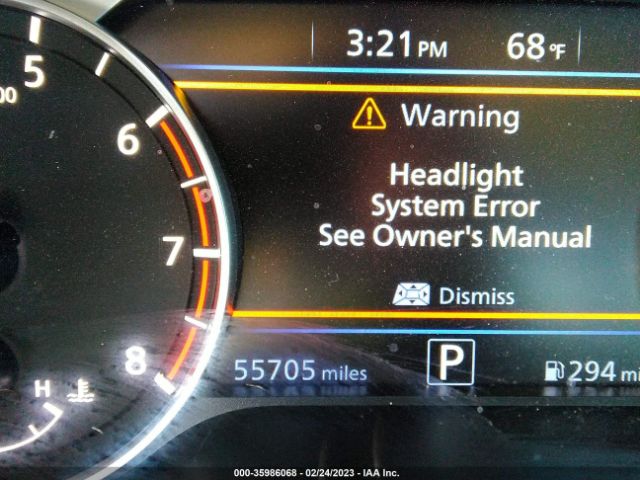 3:21 PM 68°F
5
00
6
7
8
Warning
Headlight
System Error
See Owner's Manual
Dismiss
55705 miles P 294 mi
H
000-35986068 - 02/24/2023 - IAA Inc.